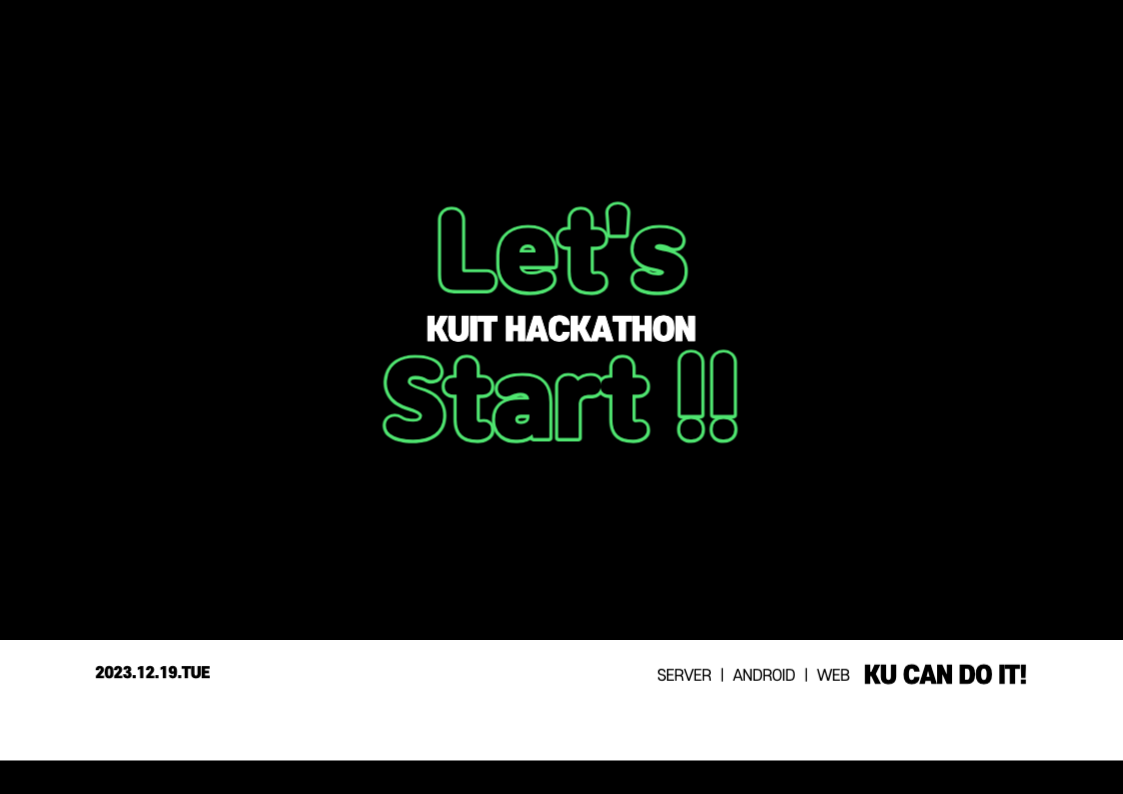 Let's
KUIT HACKATHON
Start !!
2023.12.19.TUE
SERVER | ANDROID | WEB KU CAN DO IT!